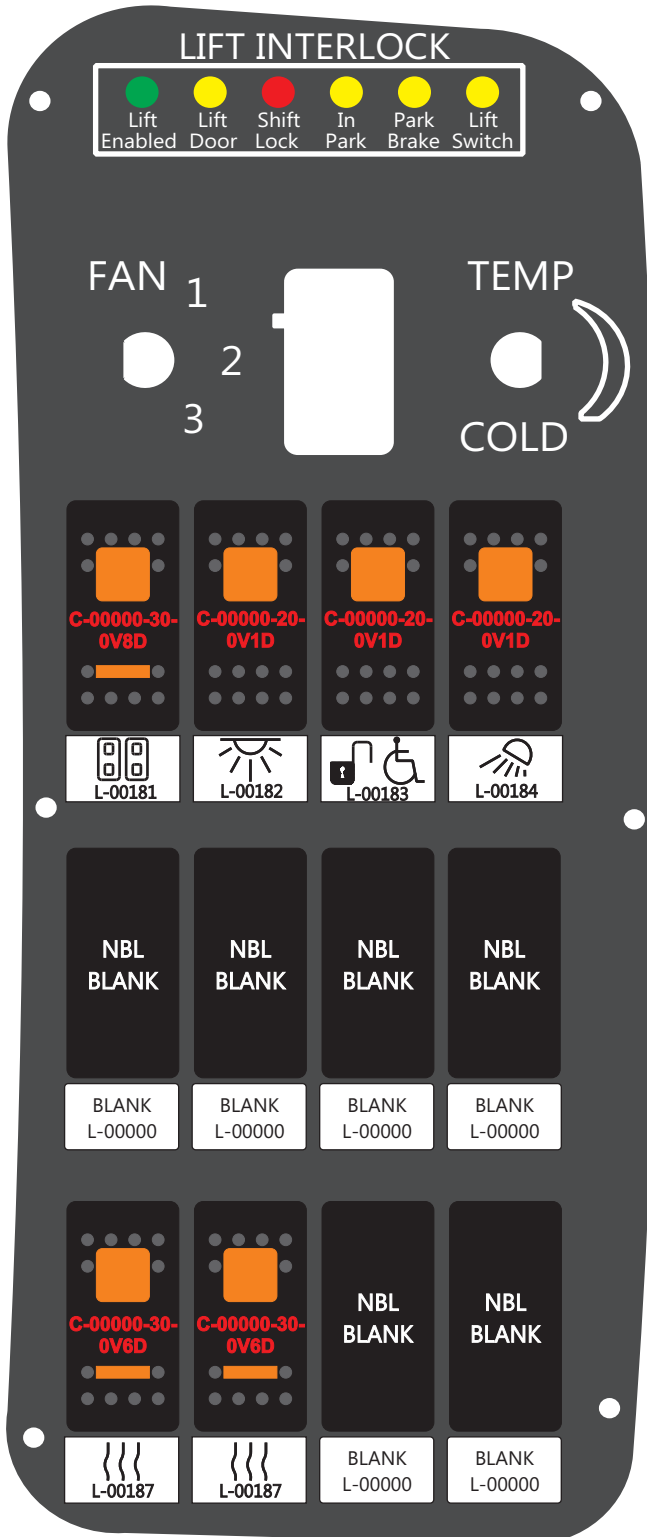 LIFT INTERLOCK
Lift Enabled
Lift Door
Shift Lock
In Park
Park Brake
Lift Switch
FAN
1
2
3
TEMP
COLD
C-00000-30-
0V8D
C-00000-20-
0V1D
C-00000-20-
0V1D
C-00000-20-
0V1D
L-00181
L-00182
L-00183
L-00184
NBL
BLANK
NBL
BLANK
NBL
BLANK
NBL
BLANK
BLANK
L-00000
BLANK
L-00000
BLANK
L-00000
BLANK
L-00000
C-00000-30-
0V6D
C-00000-30-
0V6D
NBL
BLANK
NBL
BLANK
L-00187
L-00187
BLANK
L-00000
BLANK
L-00000